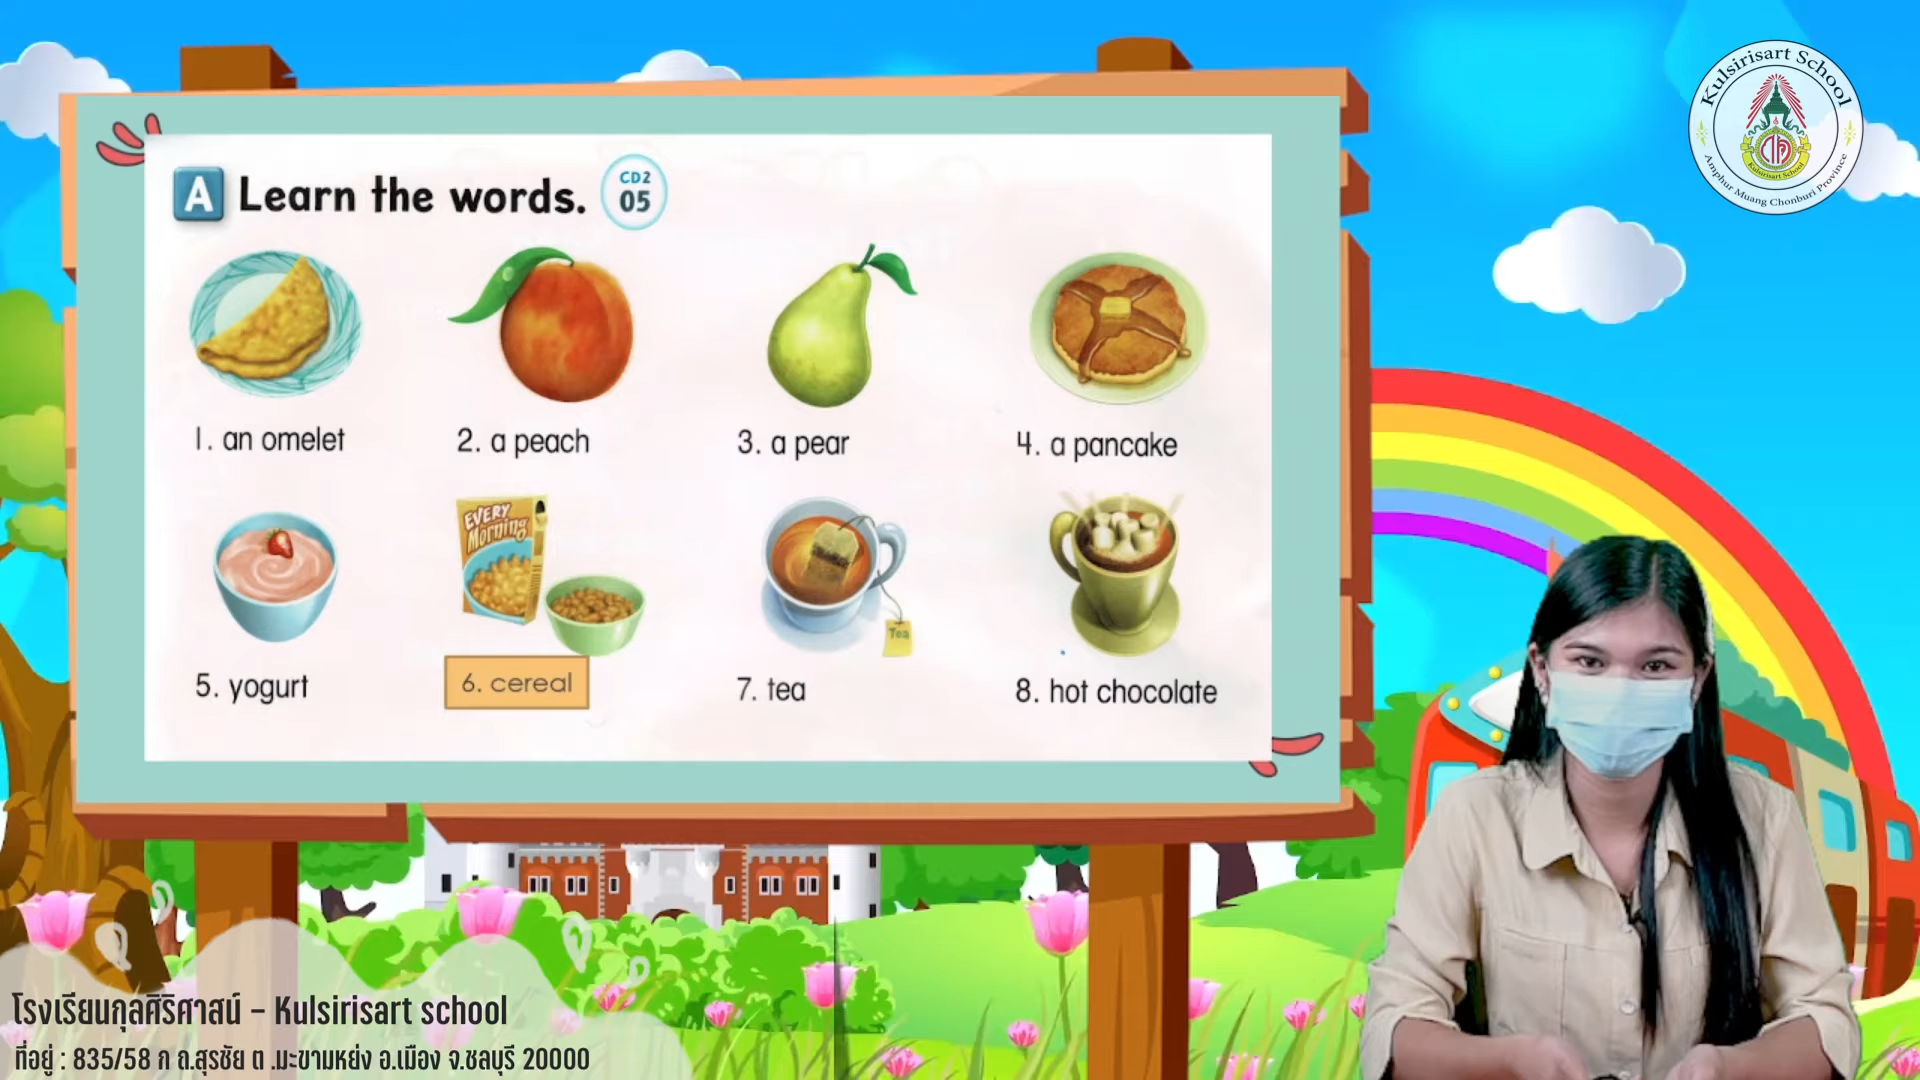 Kulsirisart School
Kulsirisart School
Amphur Muang Chonburi Province
A Learn the words. CD2 05
1. an omelet
2. a peach
3. a pear
4. a pancake
EVERY
Morning
Tea
5. yogurt
6. cereal
7. tea
8. hot chocolate
โรงเรียนกุลศิริศาสน์ - Kulsirisart school
ที่อยู่ : 835/58 ก ถ.สุรชัย ต .มะขามหย่ง อ.เมือง จ.ชลบุรี 20000